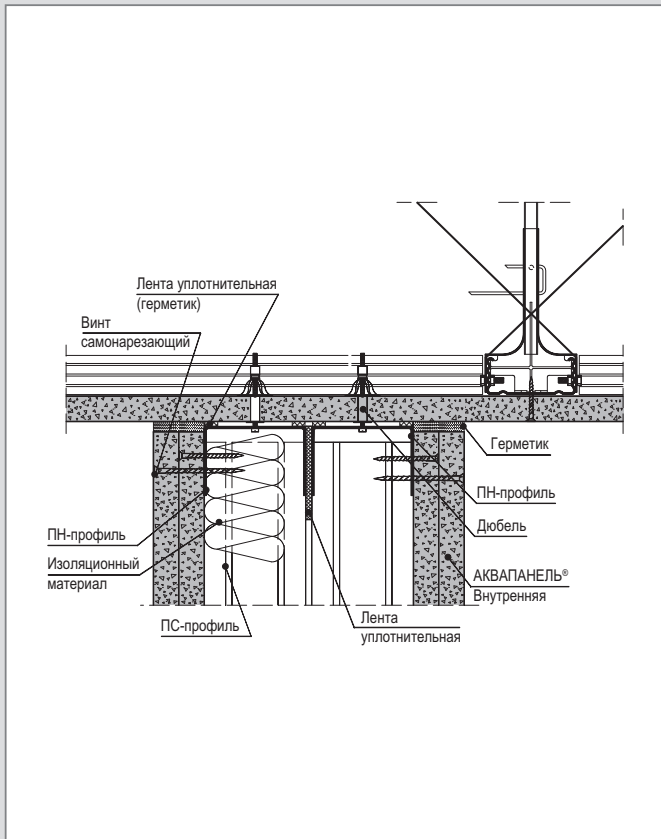 Лента уплотнительная
(герметик)
Винт
самонарезающий
Герметик
ПН-профиль
Дюбель
ПН-профиль
Изоляционный
материал
АКВАПАНЕЛЬ®
Внутренняя
ПС-профиль
Лента
уплотнительная